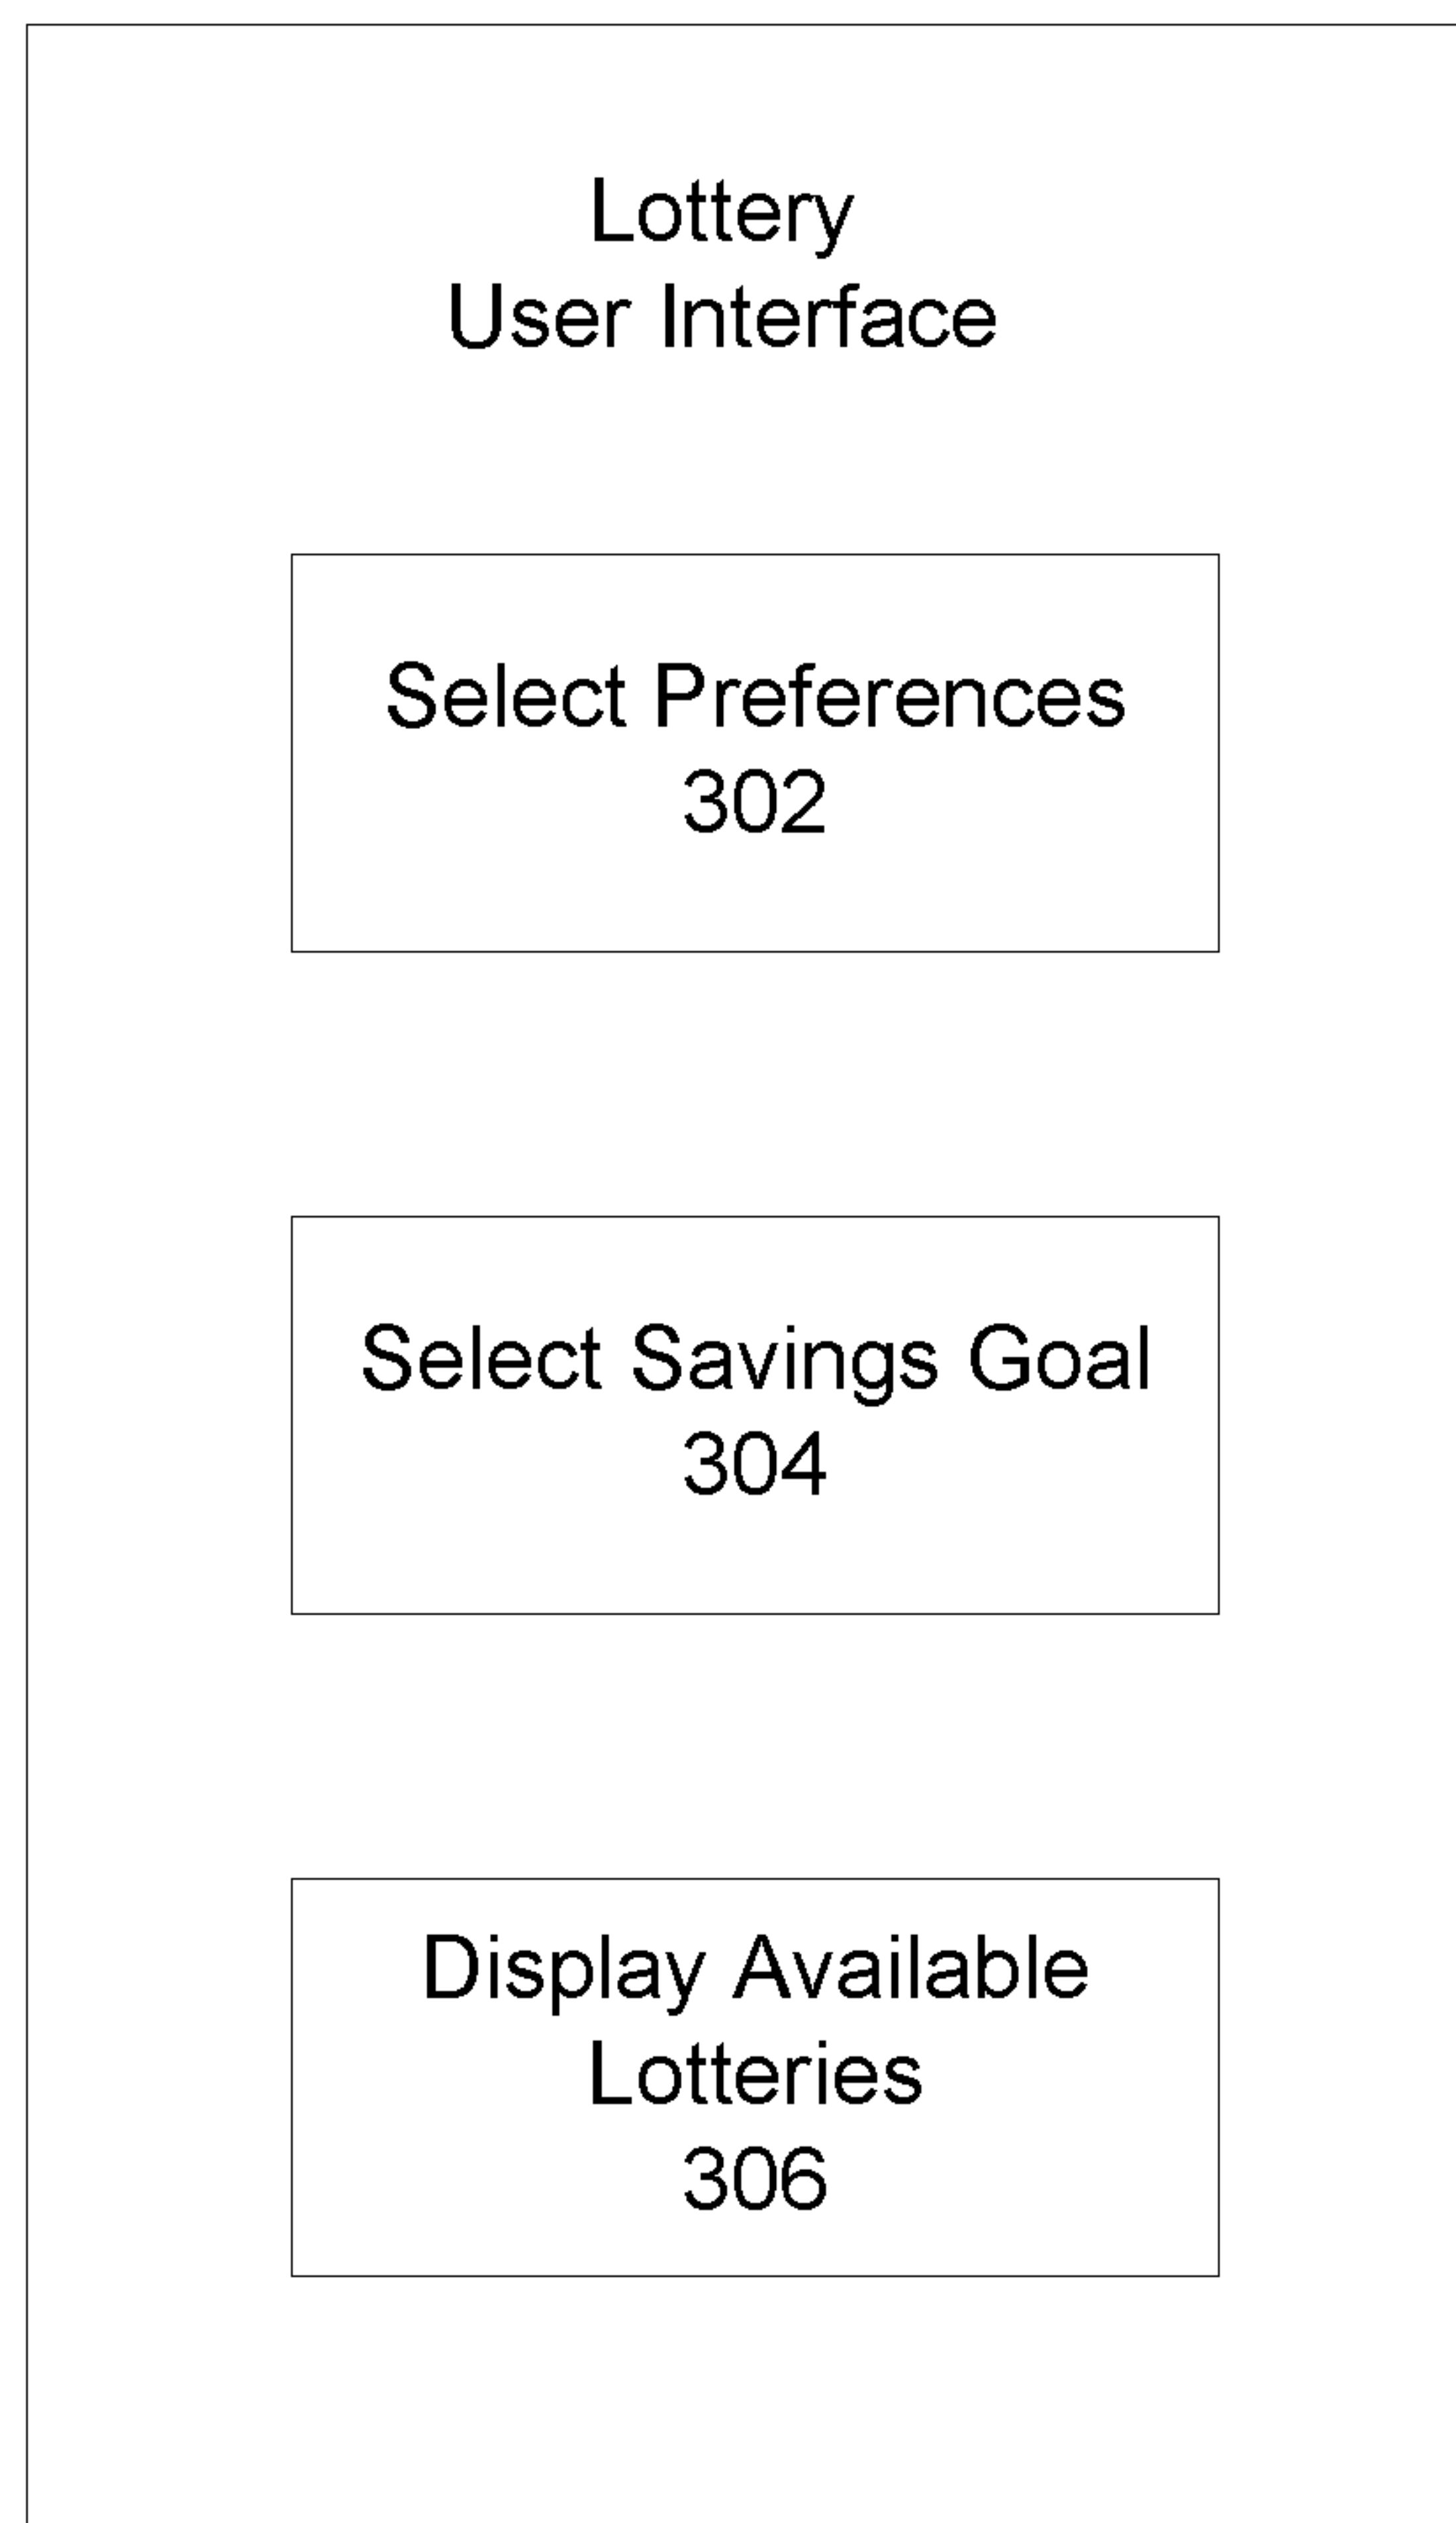 Lottery
User Interface
Select Preferences
302
Select Savings Goal
304
Display Available
Lotteries
306